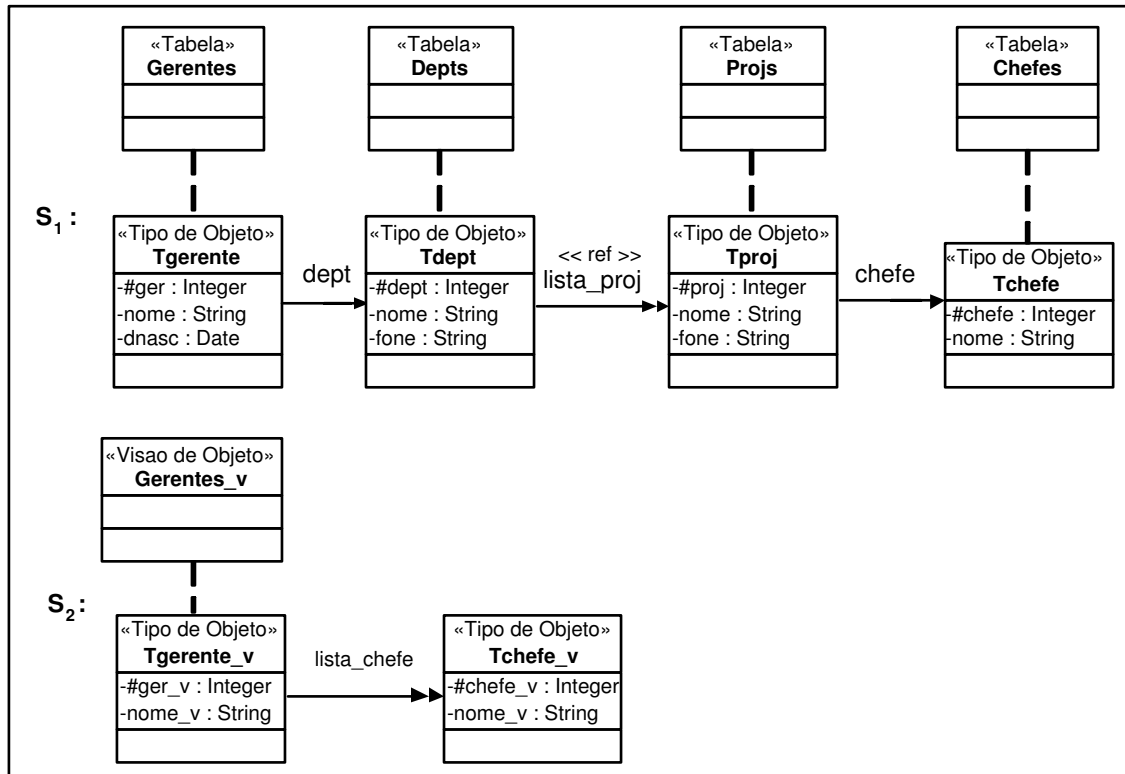 «Tabela»
Gerentes
«Tabela»
Depts
«Tabela»
Projs
«Tabela»
Chefes
S1 :
«Tipo de Objeto»
Tgerente
-#ger : Integer
-nome : String
-dnasc : Date
dept
«Tipo de Objeto»
Tdept
-#dept : Integer
-nome : String
-fone : String
<< ref >>
lista_proj
«Tipo de Objeto»
Tproj
-#proj : Integer
-nome : String
-fone : String
chefe
«Tipo de Objeto»
Tchefe
-#chefe : Integer
-nome : String
«Visao de Objeto»
Gerentes_v
S2 :
«Tipo de Objeto»
Tgerente_v
-#ger_v : Integer
-nome_v : String
lista_chefe
«Tipo de Objeto»
Tchefe_v
-#chefe_v : Integer
-nome_v : String